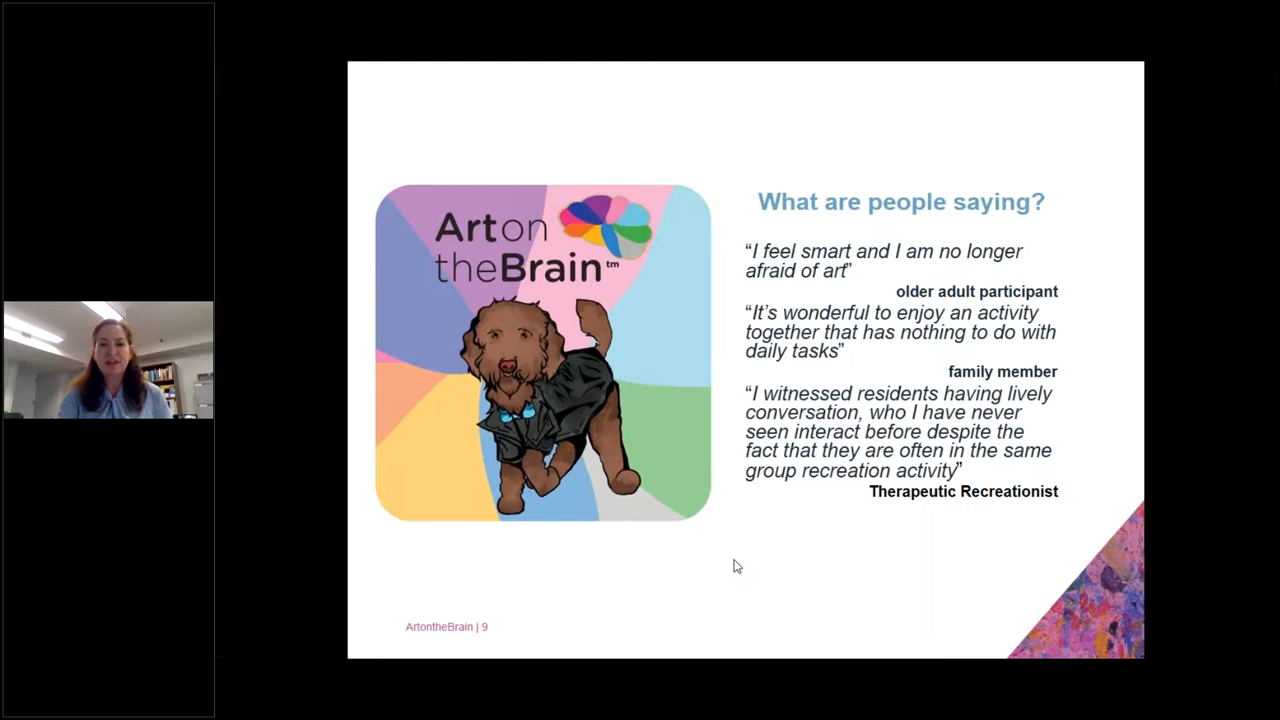 Art on
the Brain™
What are people saying?
“I feel smart and I am no longer
afraid of art”
older adult participant
“It’s wonderful to enjoy an activity
together that has nothing to do with
daily tasks”
family member
“I witnessed residents having lively
conversation, who I have never
seen interact before despite the
fact that they are often in the same
group recreation activity”
Therapeutic Recreationist
ArtontheBrain | 9